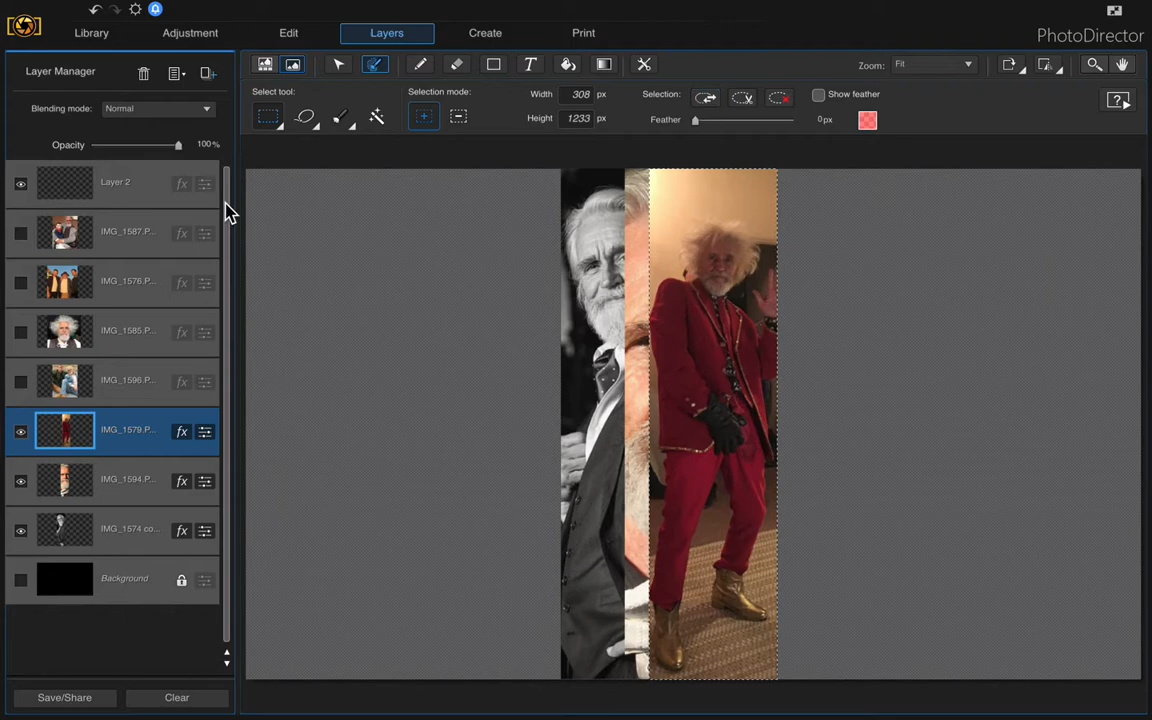 Library
Adjustment
Edit
Layers
Create
Print
PhotoDirector
Layer Manager
Zoom: Fit
Blending mode: Normal
Opacity 100%
Select tool:
Selection mode:
Width 308 px
Height 1233 px
Selection:
Show feather
Feather 0px
Layer 2
IMG_1587.P...
IMG_1576.P...
IMG_1585.P...
IMG_1596.P...
IMG_1579.P...
IMG_1594.P...
IMG_1574 co...
Background
fx
fx
fx
fx
fx
fx
fx
fx
T
?
Save/Share
Clear